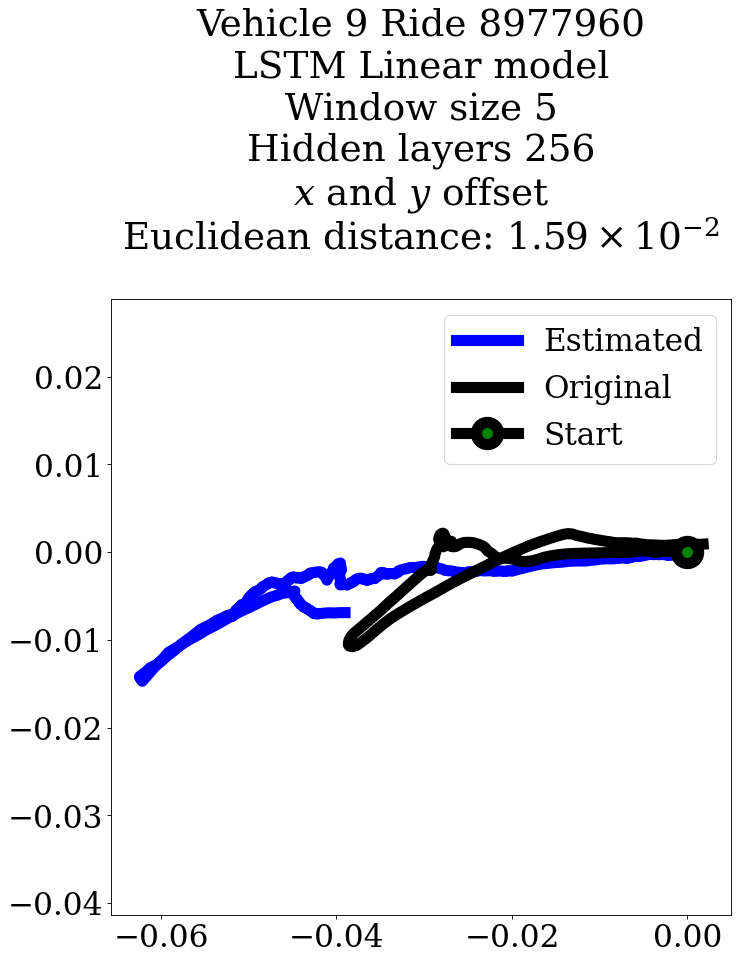 Vehicle 9 Ride 8977960
LSTM Linear model
Window size 5
Hidden layers 256
x and y offset
Euclidean distance: 1.59 × 10⁻²
Estimated
Original
Start
0.02
0.01
0.00
−0.01
−0.02
−0.03
−0.04
−0.06 −0.04 −0.02 0.00